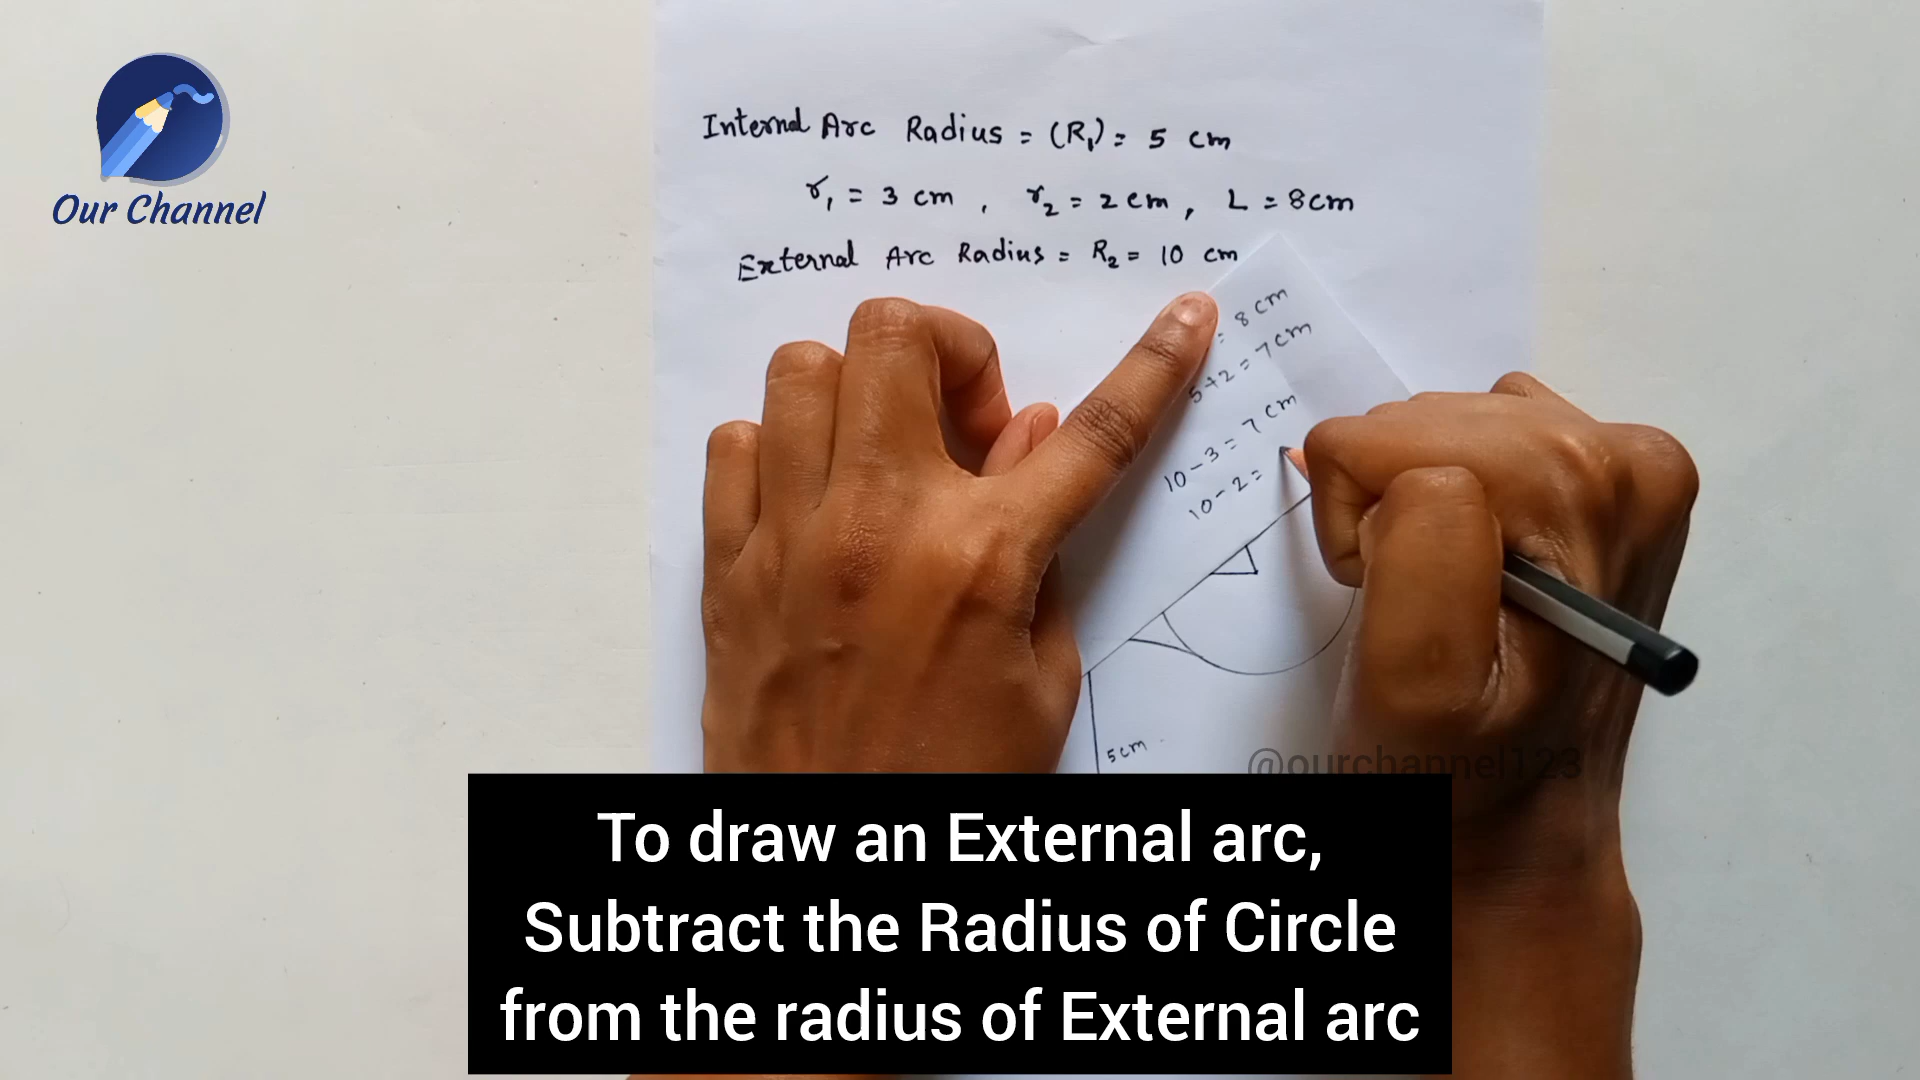 Our Channel
Internal Arc Radius = (R1) = 5 cm
r1 = 3 cm , r2 = 2 cm , L = 8cm
External Arc Radius = R2 = 10 cm
= 8 cm
5+2 = 7 cm
10-3 = 7 cm
10-2 =
5cm
@ourchannel123
To draw an External arc,
Subtract the Radius of Circle
from the radius of External arc